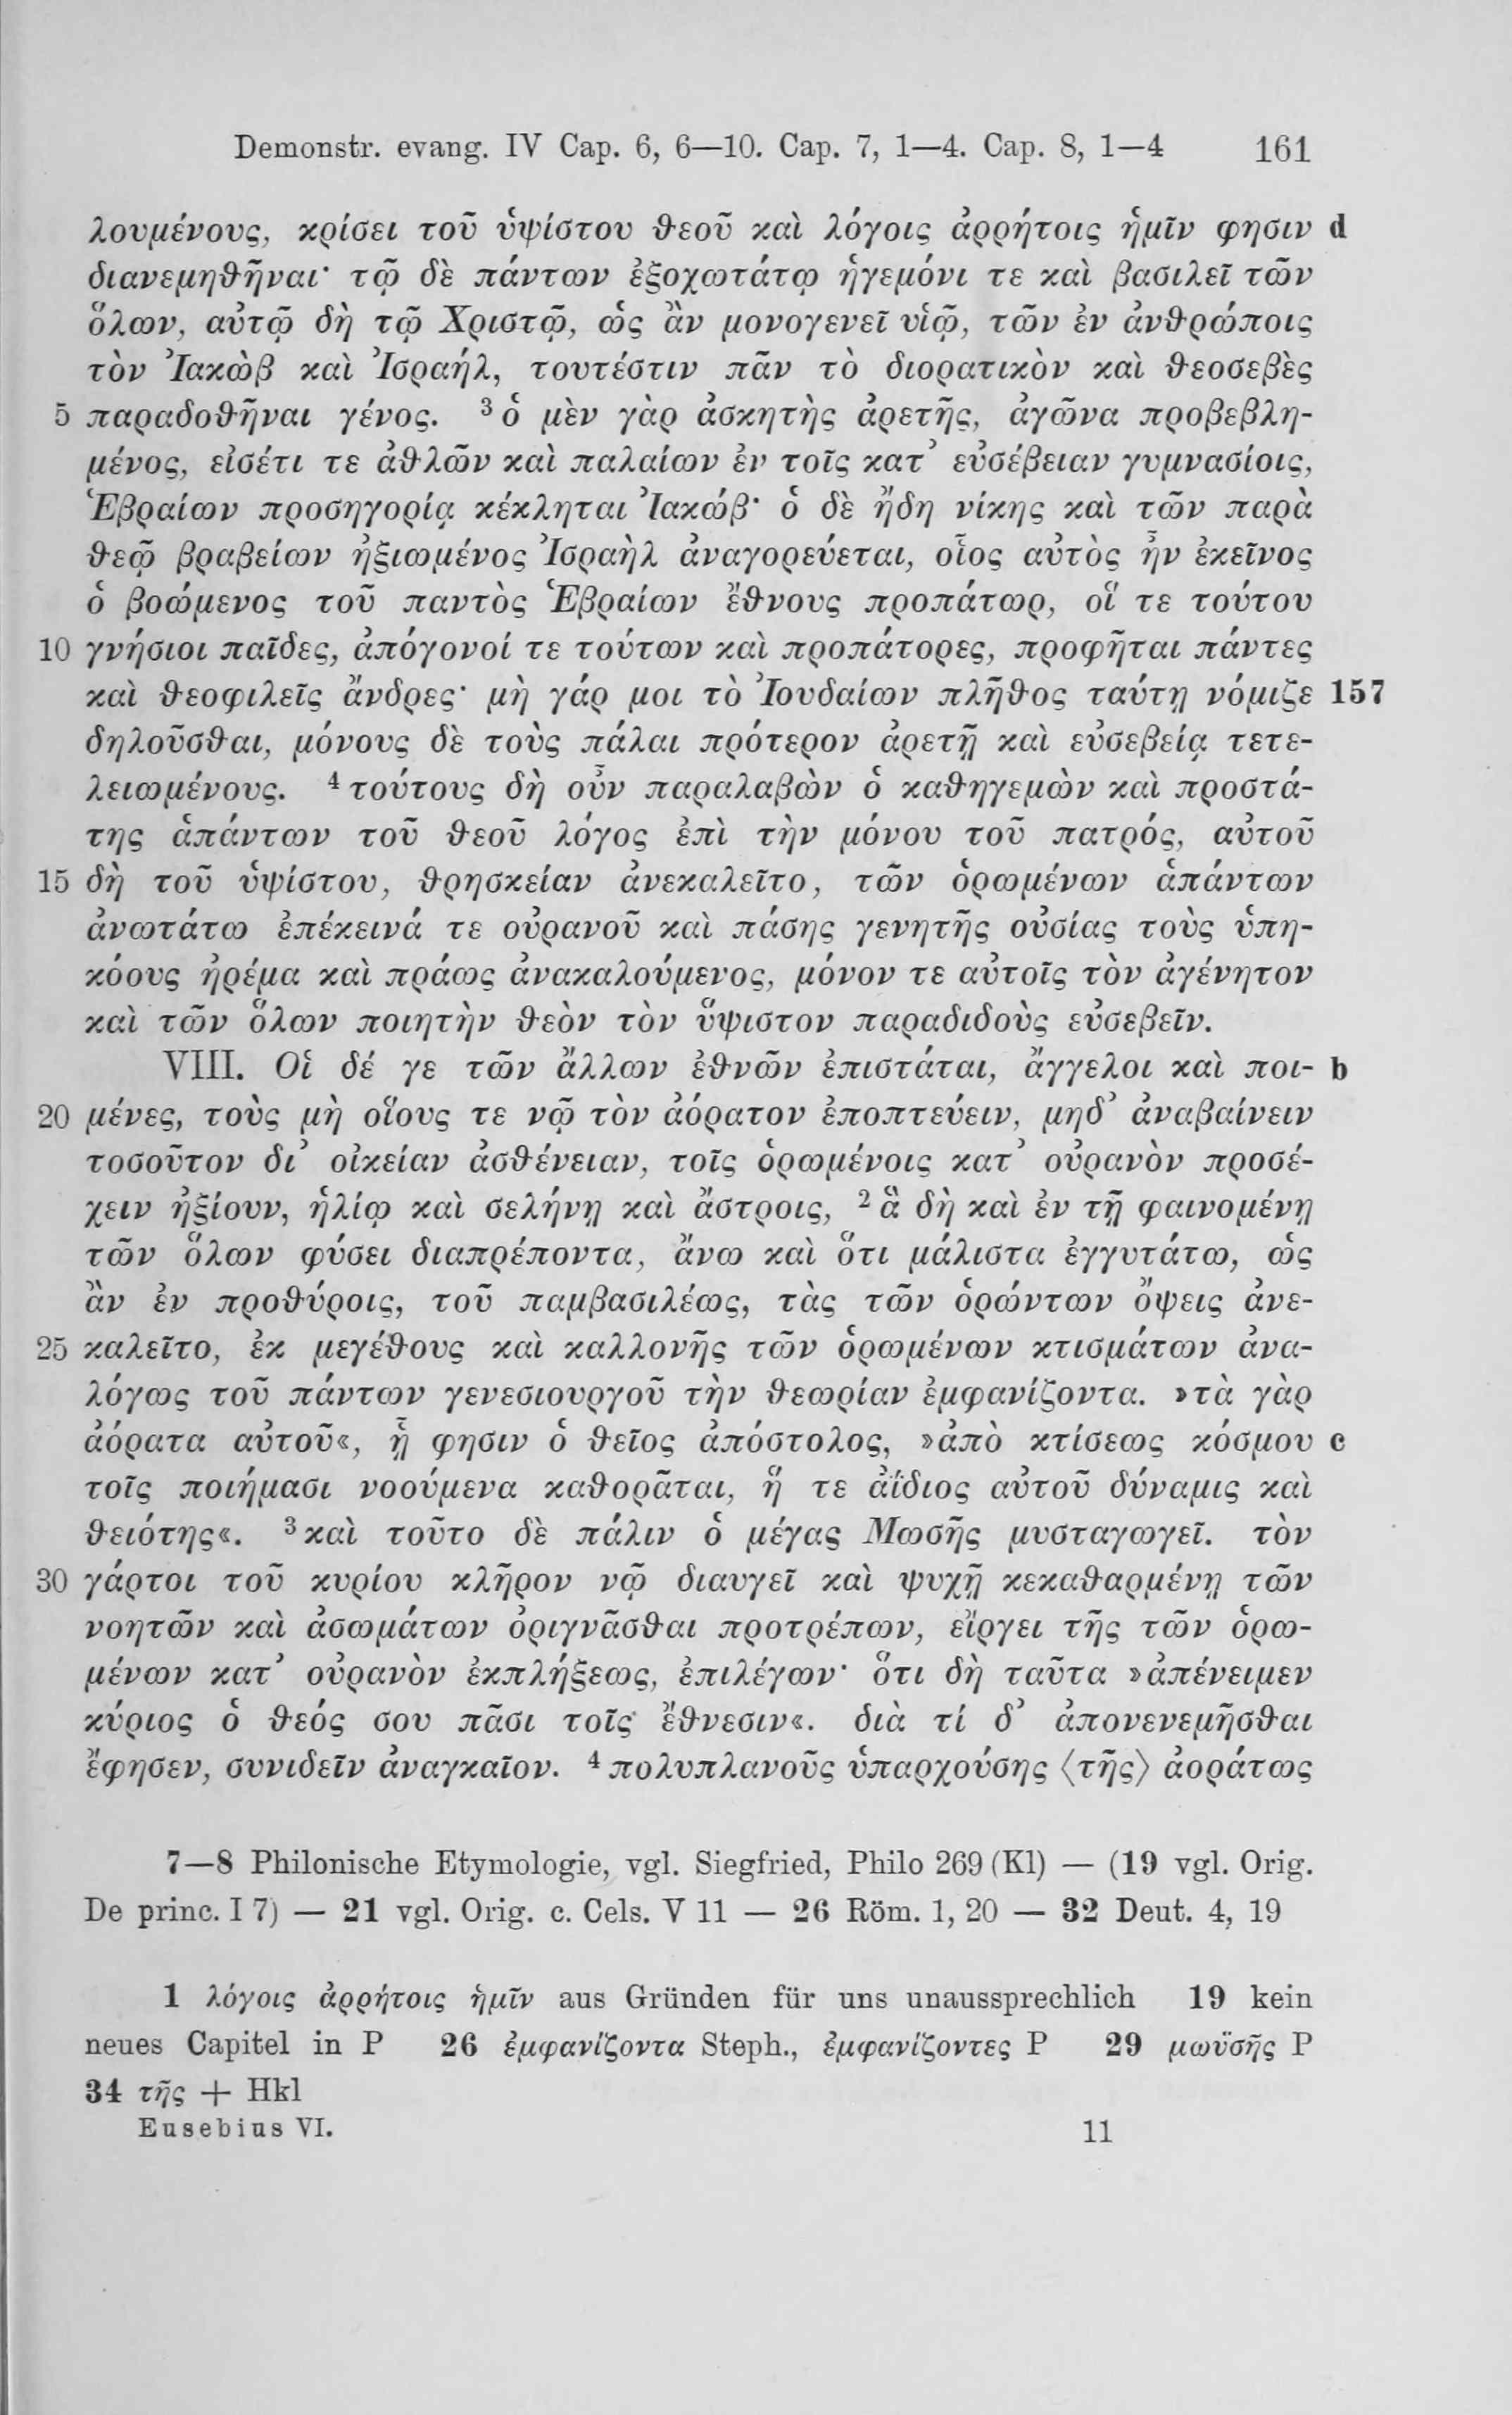 Demonstr. evang. IV Cap. 6, 6—10. Cap. 7, 1—4. Cap. 8, 1—4 161
λουμένους, κρίσει τοῦ ὑψίστου θεοῦ καὶ λόγοις ἀρρήτοις ἡμῖν φησιν d
διανεμηθῆναι· τῷ δὲ πάντων ἐξοχωτάτῳ ἡγεμόνι τε καὶ βασιλεῖ τῶν
ὅλων, αὐτῷ δὴ τῷ Χριστῷ, ὡς ἂν μονογενεῖ υἱῷ, τῶν ἐν ἀνθρώποις
τὸν Ἰακὼβ καὶ Ἰσραήλ, τουτέστιν πᾶν τὸ διορατικὸν καὶ θεοσεβὲς
5 παραδοθῆναι γένος. ³ ὁ μὲν γὰρ ἀσκητὴς ἀρετῆς, ἀγῶνα προβεβλη-
μένος, εἰσέτι τε ἀθλῶν καὶ παλαίων ἐν τοῖς κατ’ εὐσέβειαν γυμνασίοις,
Ἑβραίων προσηγορίᾳ κέκληται Ἰακώβ· ὁ δὲ ἤδη νίκης καὶ τῶν παρὰ
θεῷ βραβείων ἠξιωμένος Ἰσραὴλ ἀναγορεύεται, οἷος αὐτὸς ἦν ἐκεῖνος
ὁ βοώμενος τοῦ παντὸς Ἑβραίων ἔθνους προπάτωρ, οἵ τε τούτου
10 γνήσιοι παῖδες, ἀπόγονοί τε τούτων καὶ προπάτορες, προφῆται πάντες
καὶ θεοφιλεῖς ἄνδρες· μὴ γάρ μοι τὸ Ἰουδαίων πλῆθος ταύτῃ νόμιζε 157
δηλοῦσθαι, μόνους δὲ τοὺς πάλαι πρότερον ἀρετῇ καὶ εὐσεβείᾳ τετε-
λειωμένους. ⁴ τούτους δὴ οὖν παραλαβὼν ὁ καθηγεμὼν καὶ προστά-
της ἁπάντων τοῦ θεοῦ λόγος ἐπὶ τὴν μόνου τοῦ πατρός, αὐτοῦ
15 δὴ τοῦ ὑψίστου, θρησκείαν ἀνεκαλεῖτο, τῶν ὁρωμένων ἁπάντων
ἀνωτάτω ἐπέκεινά τε οὐρανοῦ καὶ πάσης γενητῆς οὐσίας τοὺς ὑπη-
κόους ἠρέμα καὶ πράως ἀνακαλούμενος, μόνον τε αὐτοῖς τὸν ἀγένητον
καὶ τῶν ὅλων ποιητὴν θεὸν τὸν ὕψιστον παραδιδοὺς εὐσεβεῖν.
VIII. Οἱ δέ γε τῶν ἄλλων ἐθνῶν ἐπιστάται, ἄγγελοι καὶ ποι- b
20 μένες, τοὺς μὴ οἵους τε νῷ τὸν ἀόρατον ἐποπτεύειν, μηδ’ ἀναβαίνειν
τοσοῦτον δι’ οἰκείαν ἀσθένειαν, τοῖς ὁρωμένοις κατ’ οὐρανὸν προσέ-
χειν ἠξίουν, ἡλίῳ καὶ σελήνῃ καὶ ἄστροις, ² ἃ δὴ καὶ ἐν τῇ φαινομένῃ
τῶν ὅλων φύσει διαπρέποντα, ἄνω καὶ ὅτι μάλιστα ἐγγυτάτω, ὡς
ἂν ἐν προθύροις, τοῦ παμβασιλέως, τὰς τῶν ὁρώντων ὄψεις ἀνε-
25 καλεῖτο, ἐκ μεγέθους καὶ καλλονῆς τῶν ὁρωμένων κτισμάτων ἀνα-
λόγως τοῦ πάντων γενεσιουργοῦ τὴν θεωρίαν ἐμφανίζοντα. »τὰ γὰρ
ἀόρατα αὐτοῦ«, ᾗ φησιν ὁ θεῖος ἀπόστολος, »ἀπὸ κτίσεως κόσμου c
τοῖς ποιήμασι νοούμενα καθορᾶται, ἥ τε ἀΐδιος αὐτοῦ δύναμις καὶ
θειότης«. ³ καὶ τοῦτο δὲ πάλιν ὁ μέγας Μωσῆς μυσταγωγεῖ. τὸν
30 γάρτοι τοῦ κυρίου κλῆρον νῷ διαυγεῖ καὶ ψυχῇ κεκαθαρμένῃ τῶν
νοητῶν καὶ ἀσωμάτων ὀριγνᾶσθαι προτρέπων, εἴργει τῆς τῶν ὁρω-
μένων κατ’ οὐρανὸν ἐκπλήξεως, ἐπιλέγων· ὅτι δὴ ταῦτα »ἀπένειμεν
κύριος ὁ θεός σου πᾶσι τοῖς ἔθνεσιν«. διὰ τί δ’ ἀπονενεμῆσθαι
ἔφησεν, συνιδεῖν ἀναγκαῖον. ⁴ πολυπλανοῦς ὑπαρχούσης ⟨τῆς⟩ ἀοράτως
7—8 Philonische Etymologie, vgl. Siegfried, Philo 269 (Kl) — (19 vgl. Orig.
De princ. I 7) — 21 vgl. Orig. c. Cels. V 11 — 26 Röm. 1, 20 — 32 Deut. 4, 19
1 λόγοις ἀρρήτοις ἡμῖν aus Gründen für uns unaussprechlich 19 kein
neues Capitel in P 26 ἐμφανίζοντα Steph., ἐμφανίζοντες P 29 μωϋσῆς P
34 τῆς + Hkl
Eusebius VI. 11